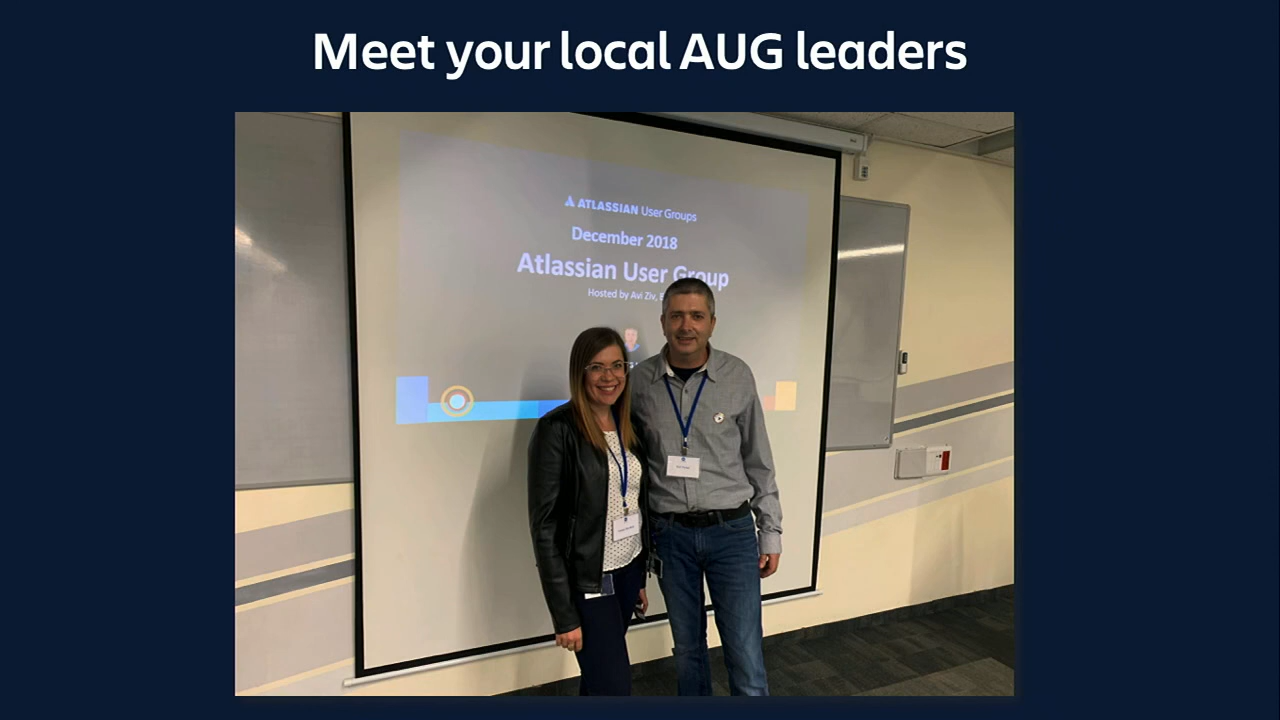 Meet your local AUG leaders
ATLASSIAN User Groups
December 2018
Atlassian User Group
Hosted by Avi Ziv,